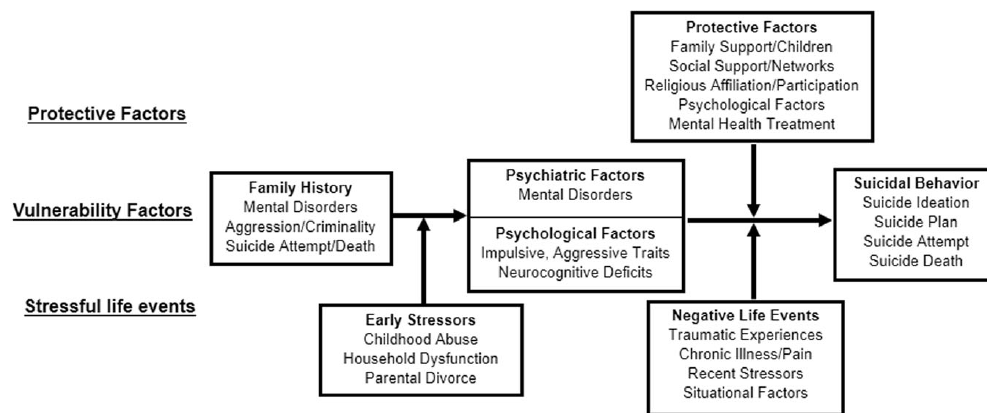 Protective Factors
Family Support/Children
Social Support/Networks
Religious Affiliation/Participation
Psychological Factors
Mental Health Treatment
Protective Factors
Vulnerability Factors
Family History
Mental Disorders
Aggression/Criminality
Suicide Attempt/Death
Psychiatric Factors
Mental Disorders
Psychological Factors
Impulsive, Aggressive Traits
Neurocognitive Deficits
Suicidal Behavior
Suicide Ideation
Suicide Plan
Suicide Attempt
Suicide Death
Stressful life events
Early Stressors
Childhood Abuse
Household Dysfunction
Parental Divorce
Negative Life Events
Traumatic Experiences
Chronic Illness/Pain
Recent Stressors
Situational Factors